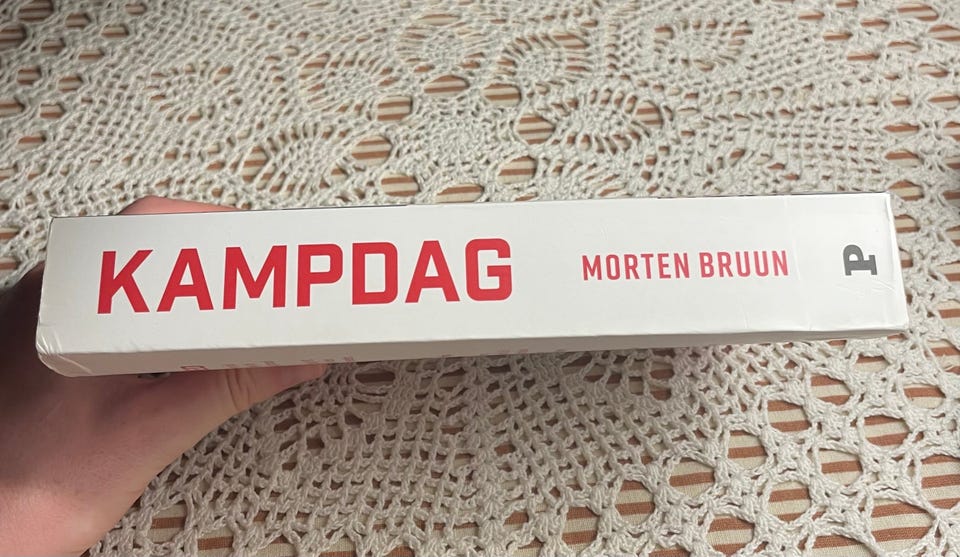 KAMPDAG
MORTEN BRUUN
P